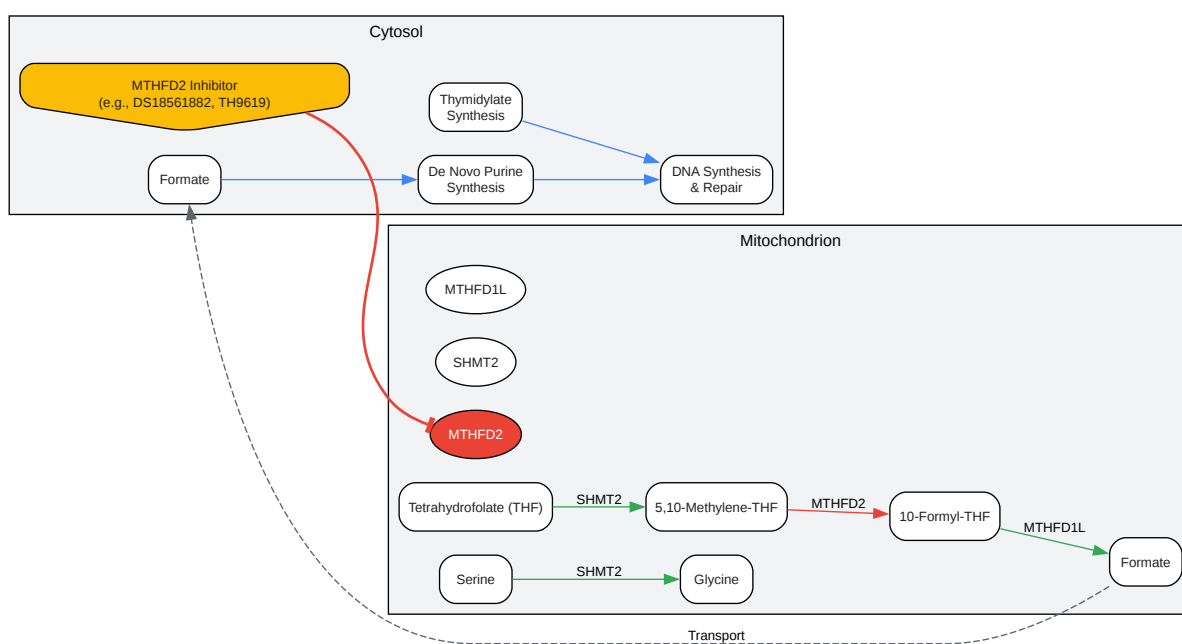 Cytosol
MTHFD2 Inhibitor
(e.g., DS18561882, TH9619)
Thymidylate
Synthesis
Formate
De Novo Purine
Synthesis
DNA Synthesis
& Repair
Mitochondrion
MTHFD1L
SHMT2
MTHFD2
Tetrahydrofolate (THF)
SHMT2
5,10-Methylene-THF
MTHFD2
10-Formyl-THF
MTHFD1L
Formate
Serine
SHMT2
Glycine
Transport